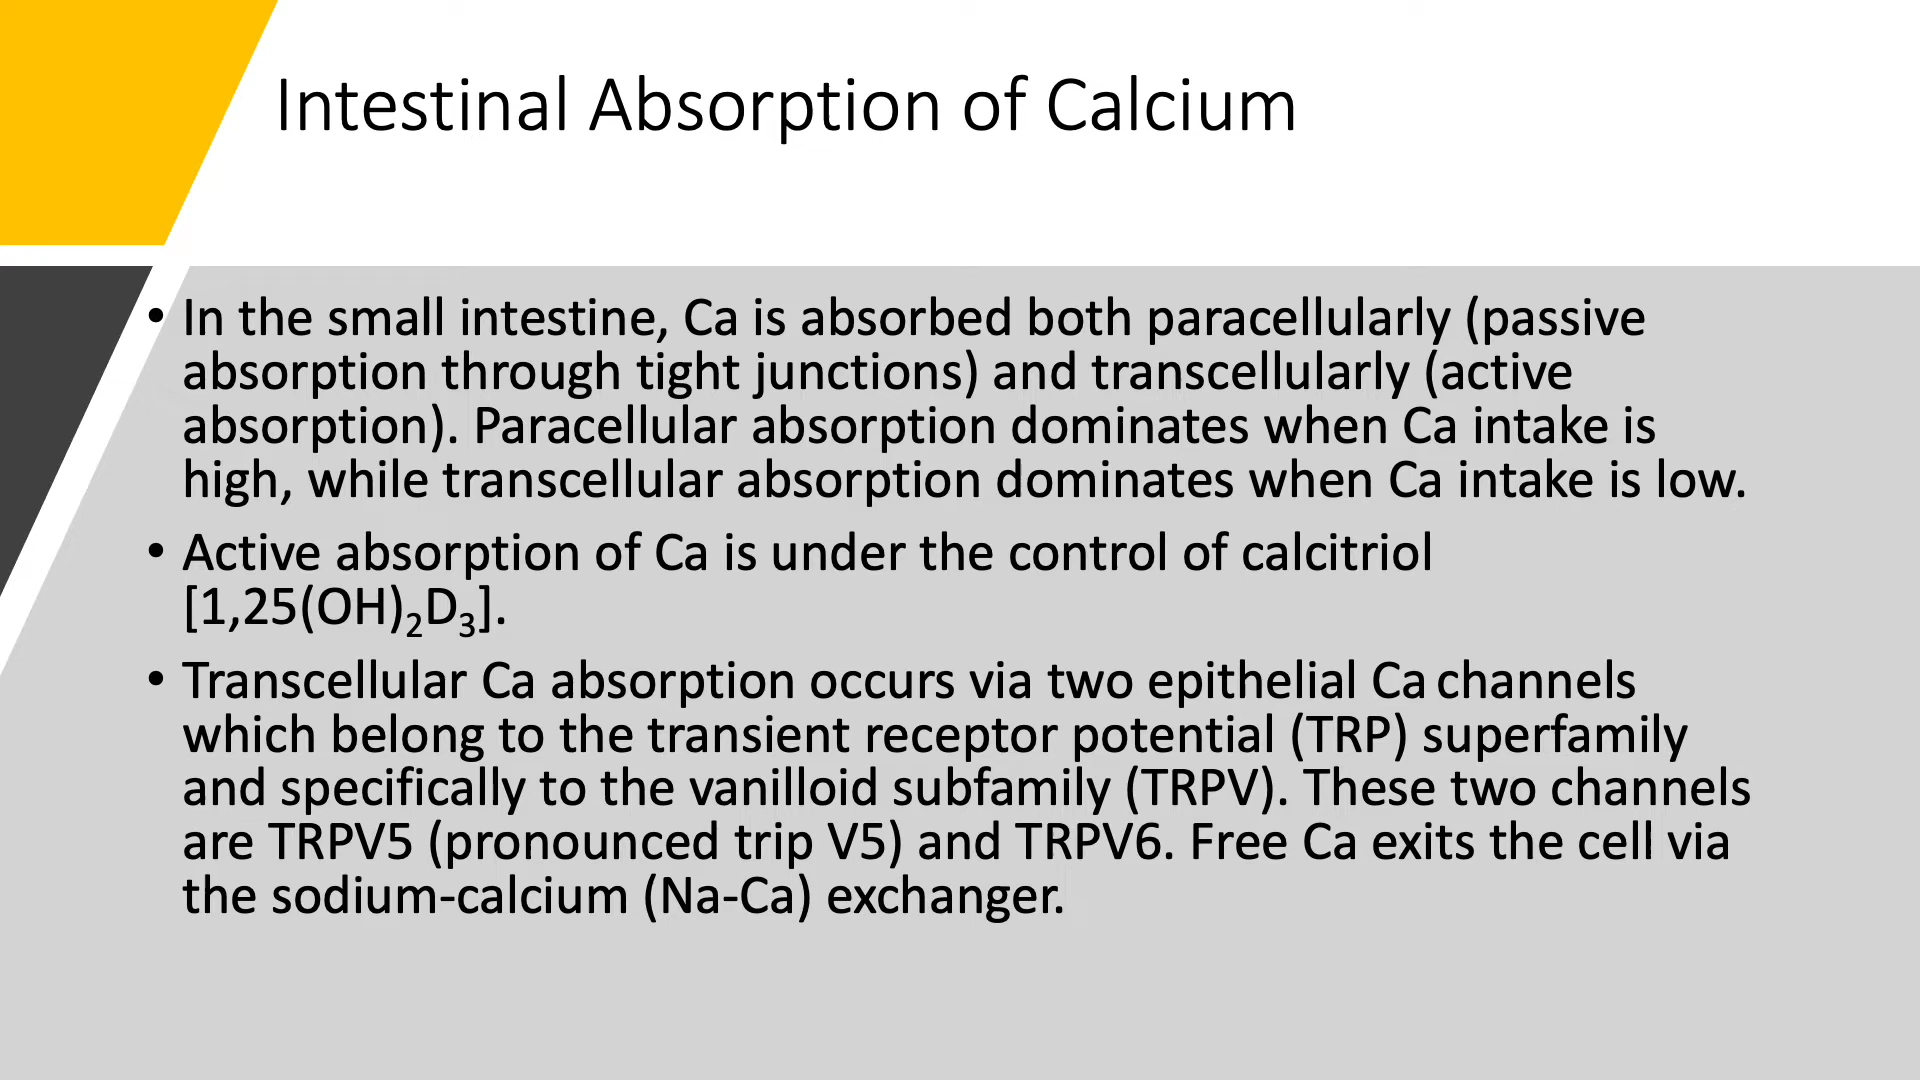 Intestinal Absorption of Calcium
• In the small intestine, Ca is absorbed both paracellularly (passive
absorption through tight junctions) and transcellularly (active
absorption). Paracellular absorption dominates when Ca intake is
high, while transcellular absorption dominates when Ca intake is low.
• Active absorption of Ca is under the control of calcitriol
[1,25(OH)₂D₃].
• Transcellular Ca absorption occurs via two epithelial Ca channels
which belong to the transient receptor potential (TRP) superfamily
and specifically to the vanilloid subfamily (TRPV). These two channels
are TRPV5 (pronounced trip V5) and TRPV6. Free Ca exits the cell via
the sodium-calcium (Na-Ca) exchanger.